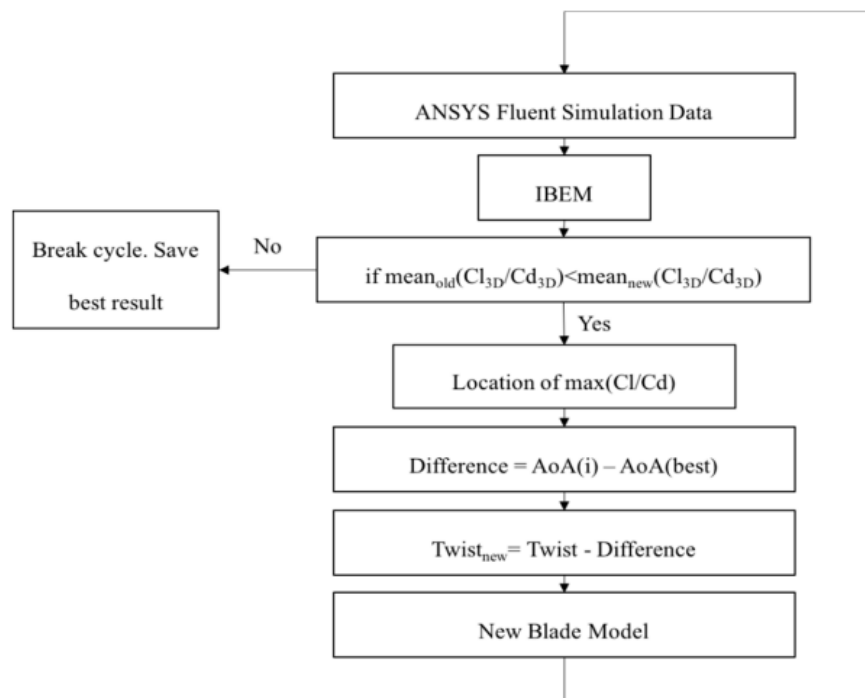 ANSYS Fluent Simulation Data
IBEM
Break cycle. Save
best result
No
if mean_old(Cl_3D/Cd_3D)<mean_new(Cl_3D/Cd_3D)
Yes
Location of max(Cl/Cd)
Difference = AoA(i) – AoA(best)
Twist_new= Twist - Difference
New Blade Model